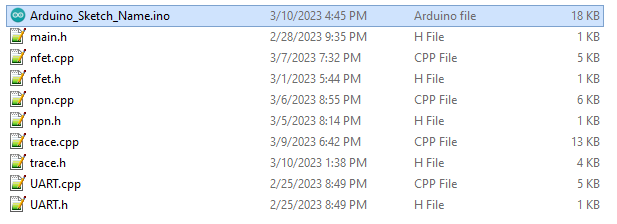 Arduino_Sketch_Name.ino 3/10/2023 4:45 PM Arduino file 18 KB
main.h 2/28/2023 9:35 PM H File 1 KB
nfet.cpp 3/7/2023 7:32 PM CPP File 5 KB
nfet.h 3/1/2023 5:44 PM H File 1 KB
npn.cpp 3/6/2023 8:55 PM CPP File 6 KB
npn.h 3/5/2023 8:14 PM H File 1 KB
trace.cpp 3/9/2023 6:42 PM CPP File 13 KB
trace.h 3/10/2023 1:38 PM H File 4 KB
UART.cpp 2/25/2023 8:49 PM CPP File 5 KB
UART.h 2/25/2023 8:49 PM H File 1 KB